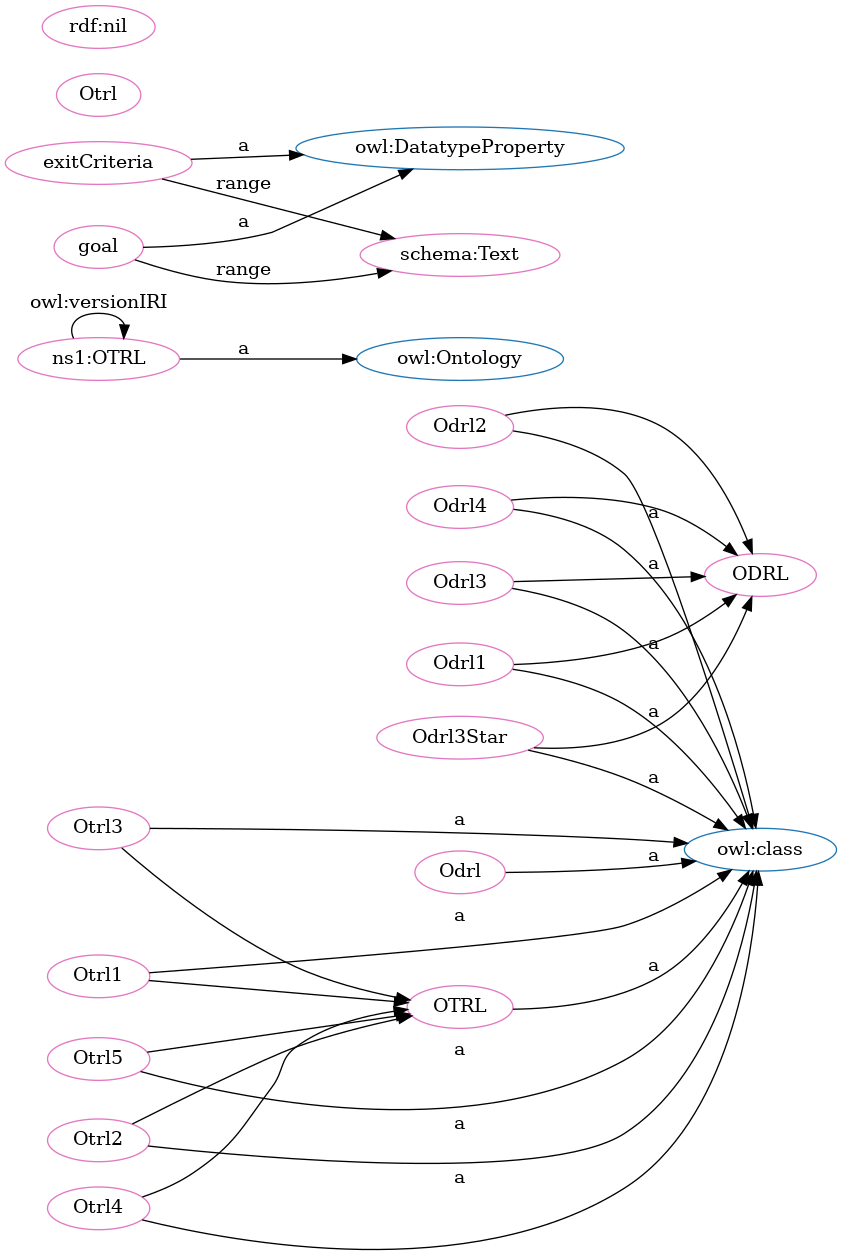 rdf:nil
Otrl
exitCriteria
a
owl:DatatypeProperty
range
a
goal
schema:Text
range
owl:versionIRI
ns1:OTRL
a
owl:Ontology
Odrl2
Odrl4
a
a
ODRL
Odrl3
a
Odrl1
a
Odrl3Star
a
Otrl3
a
owl:class
Odrl
a
a
Otrl1
a
OTRL
Otrl5
a
Otrl2
a
Otrl4
a